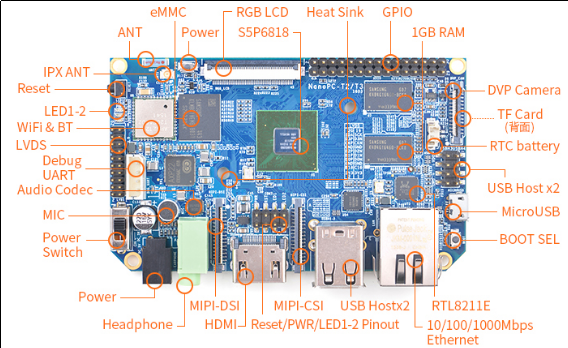 eMMC
RGB LCD
Heat Sink
GPIO
ANT
Power
S5P6818
1GB RAM
IPX ANT
NanoPC-T2/T3
Reset
DVP Camera
LED1-2
TF Card
(背面)
WiFi & BT
LVDS
RTC battery
Debug
UART
USB Host x2
Audio Codec
MIC
MicroUSB
Power
Switch
BOOT SEL
Power
MIPI-DSI
MIPI-CSI
USB Hostx2
RTL8211E
Headphone
HDMI
Reset/PWR/LED1-2 Pinout
10/100/1000Mbps
Ethernet